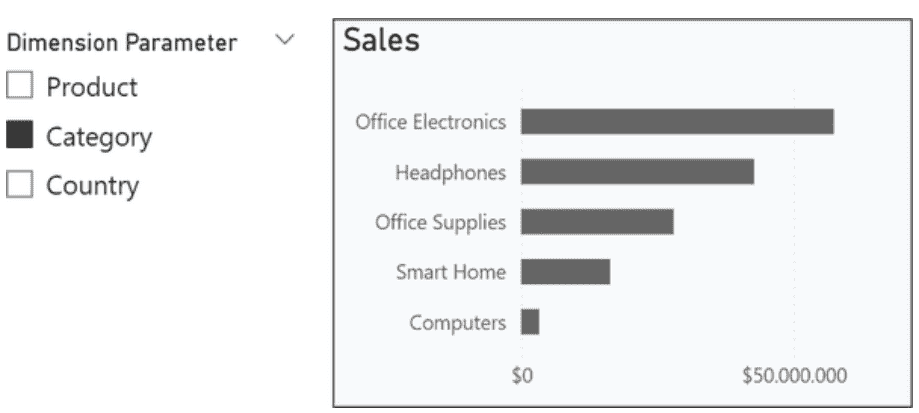 Dimension Parameter
Product
Category
Country
Sales
Office Electronics
Headphones
Office Supplies
Smart Home
Computers
$0 $50.000.000